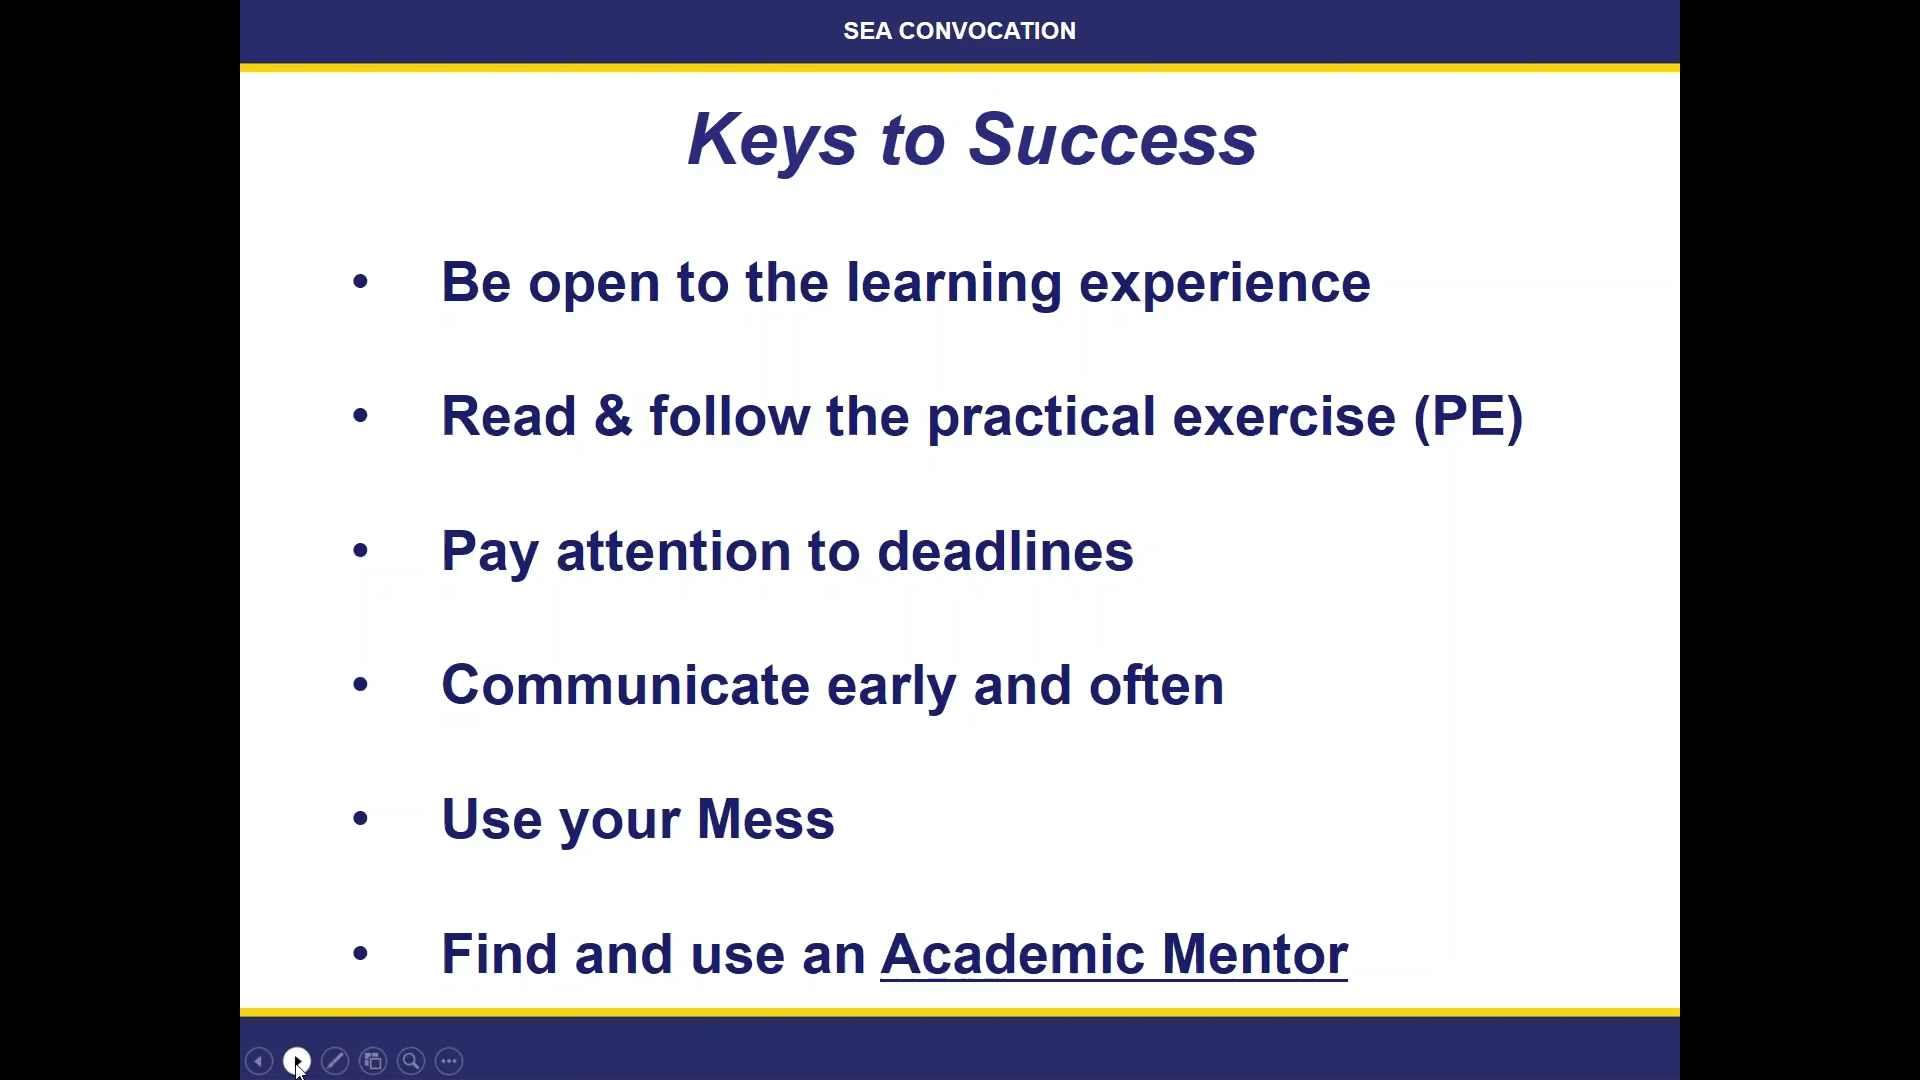 SEA CONVOCATION
Keys to Success
• Be open to the learning experience
• Read & follow the practical exercise (PE)
• Pay attention to deadlines
• Communicate early and often
• Use your Mess
• Find and use an Academic Mentor